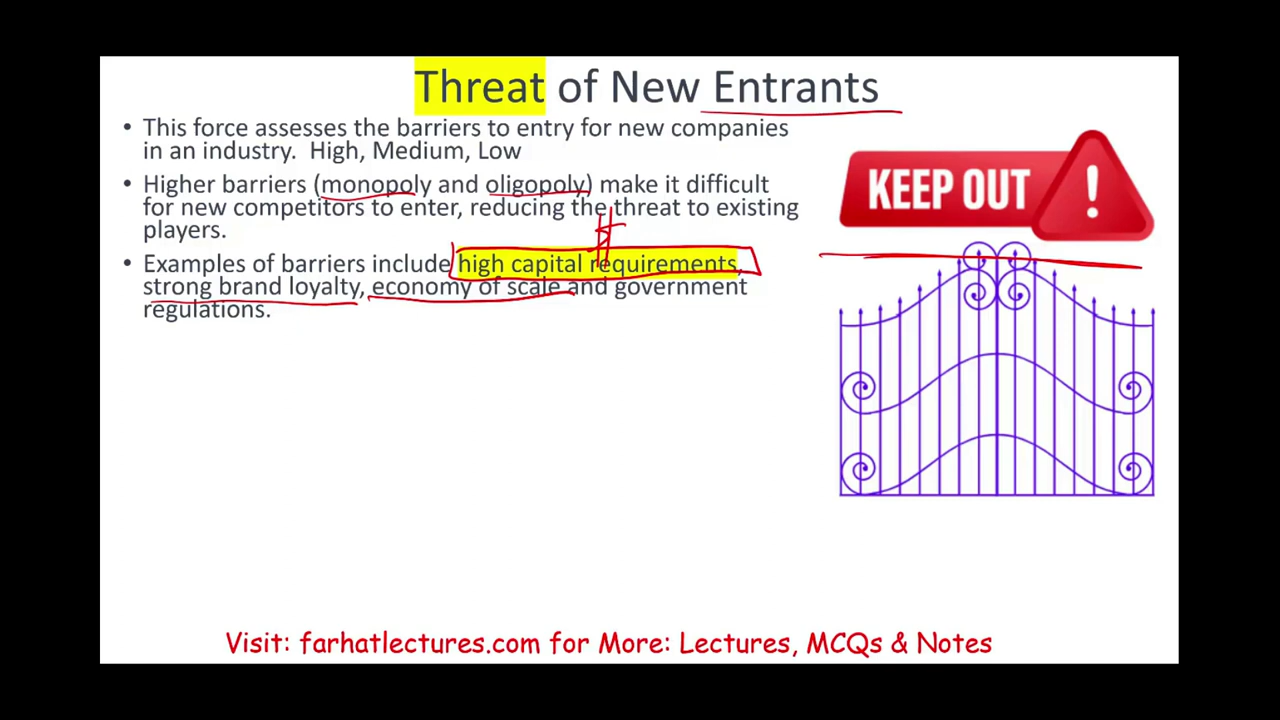 Threat of New Entrants
• This force assesses the barriers to entry for new companies
in an industry. High, Medium, Low
• Higher barriers (monopoly and oligopoly) make it difficult
for new competitors to enter, reducing the threat to existing
players.
• Examples of barriers include high capital requirements,
strong brand loyalty, economy of scale and government
regulations.
$
KEEP OUT !
Visit: farhatlectures.com for More: Lectures, MCQs & Notes